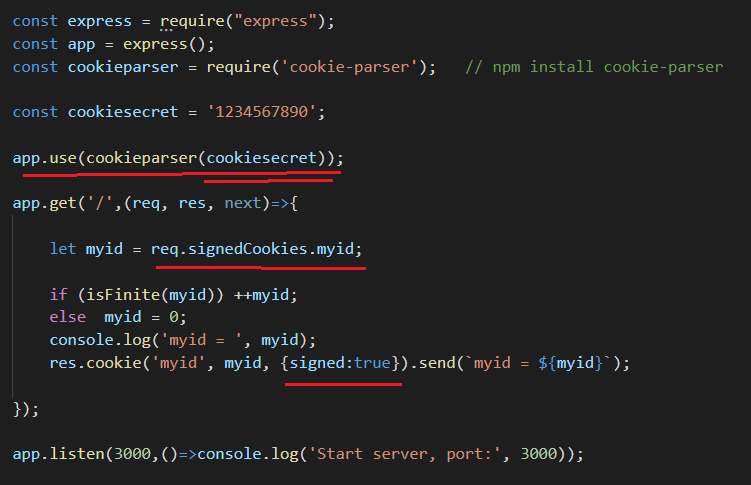 const express = require("express");
const app = express();
const cookieparser = require('cookie-parser');   // npm install cookie-parser
const cookiesecret = '1234567890';
app.use(cookieparser(cookiesecret));
app.get('/',(req, res, next)=>{
let myid = req.signedCookies.myid;
if (isFinite(myid)) ++myid;
else  myid = 0;
console.log('myid = ', myid);
res.cookie('myid', myid, {signed:true}).send(`myid = ${myid}`);
});
app.listen(3000,()=>console.log('Start server, port:', 3000));